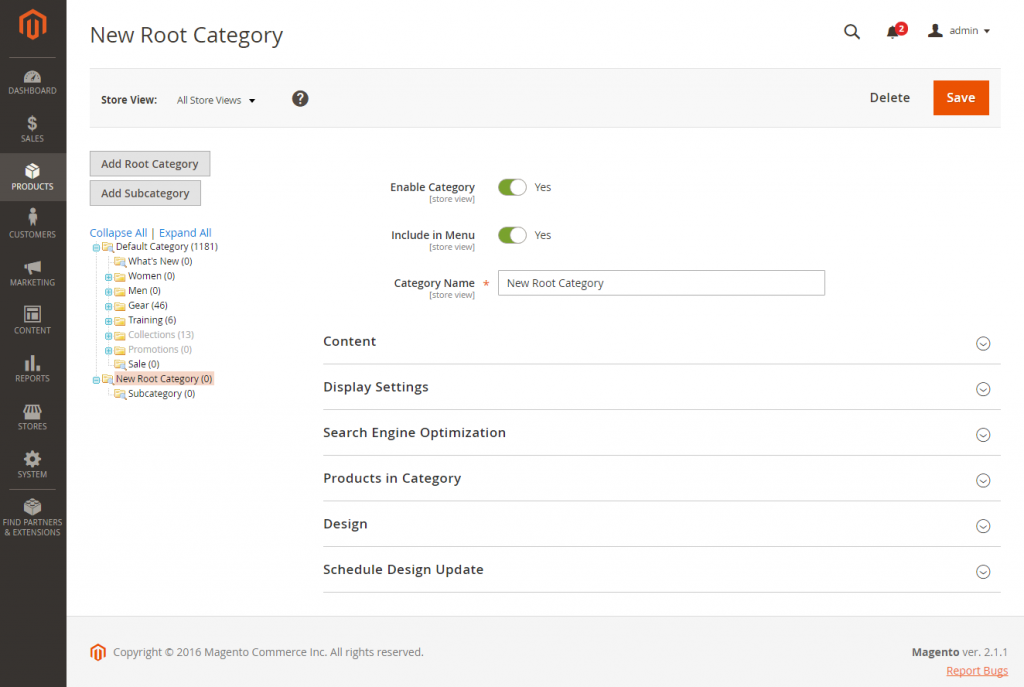 New Root Category
2
admin
Store View: All Store Views ?
Delete
Save
DASHBOARD
SALES
PRODUCTS
CUSTOMERS
MARKETING
CONTENT
REPORTS
STORES
SYSTEM
FIND PARTNERS
& EXTENSIONS
Add Root Category
Add Subcategory
Collapse All | Expand All
Default Category (1181)
What's New (0)
Women (0)
Men (0)
Gear (46)
Training (6)
Collections (13)
Promotions (0)
Sale (0)
New Root Category (0)
Subcategory (0)
Enable Category
[store view]
Yes
Include in Menu
[store view]
Yes
Category Name *
[store view]
New Root Category
Content
Display Settings
Search Engine Optimization
Products in Category
Design
Schedule Design Update
Copyright © 2016 Magento Commerce Inc. All rights reserved.
Magento ver. 2.1.1
Report Bugs